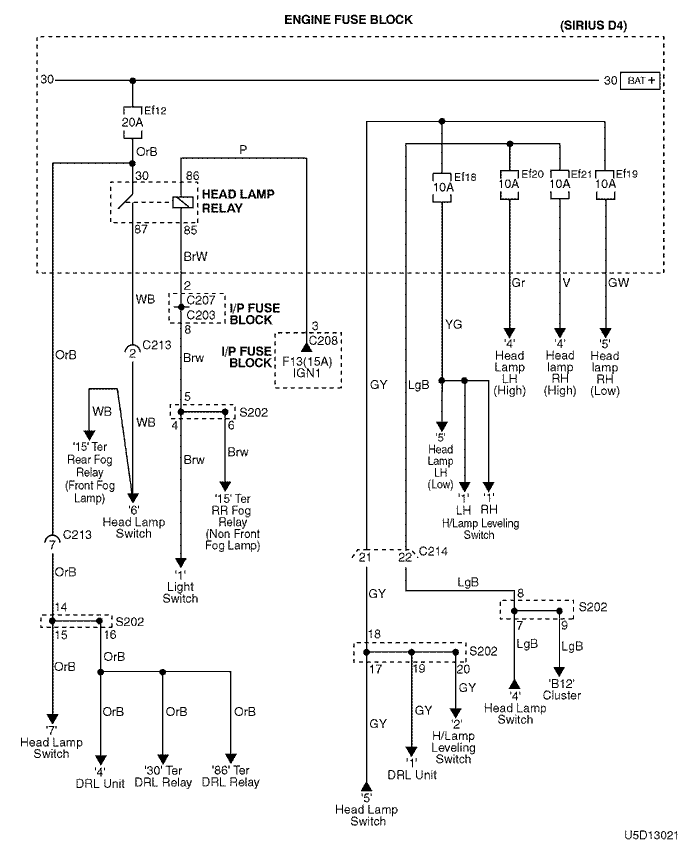 ENGINE FUSE BLOCK
(SIRIUS D4)
30
30
BAT +
Ef12
20A
OrB
P
30
86
HEAD LAMP
RELAY
87
85
BrW
Ef18
10A
Ef20
10A
Ef21
10A
Ef19
10A
WB
2
C207
C203
8
I/P FUSE
BLOCK
3
C208
I/P FUSE
BLOCK
F13(15A)
IGN1
Gr
V
GW
YG
'4'
Head
Lamp
LH
(High)
'4'
Head
lamp
RH
(High)
'5'
Head
lamp
RH
(Low)
OrB
C213
2
Brw
GY
LgB
WB
WB
5
S202
4
6
'15' Ter
Rear Fog
Relay
(Front Fog
Lamp)
Brw
Brw
'5'
Head
Lamp
LH
(Low)
'1'
LH
'1'
RH
H/Lamp Leveling
Switch
'6'
Head Lamp
Switch
'15' Ter
RR Fog
Relay
(Non Front
Fog Lamp)
C213
7
'1'
Light
Switch
21
22
C214
OrB
GY
LgB
8
S202
7
9
14
S202
15
16
LgB
LgB
18
S202
17
19
20
OrB
OrB
'4'
Head Lamp
Switch
'B12'
Cluster
GY
GY
GY
OrB
OrB
OrB
'7'
Head Lamp
Switch
'2'
H/Lamp
Leveling
Switch
'4'
DRL Unit
'30' Ter
DRL Relay
'86' Ter
DRL Relay
'1'
DRL Unit
'5'
Head Lamp
Switch
U5D13021